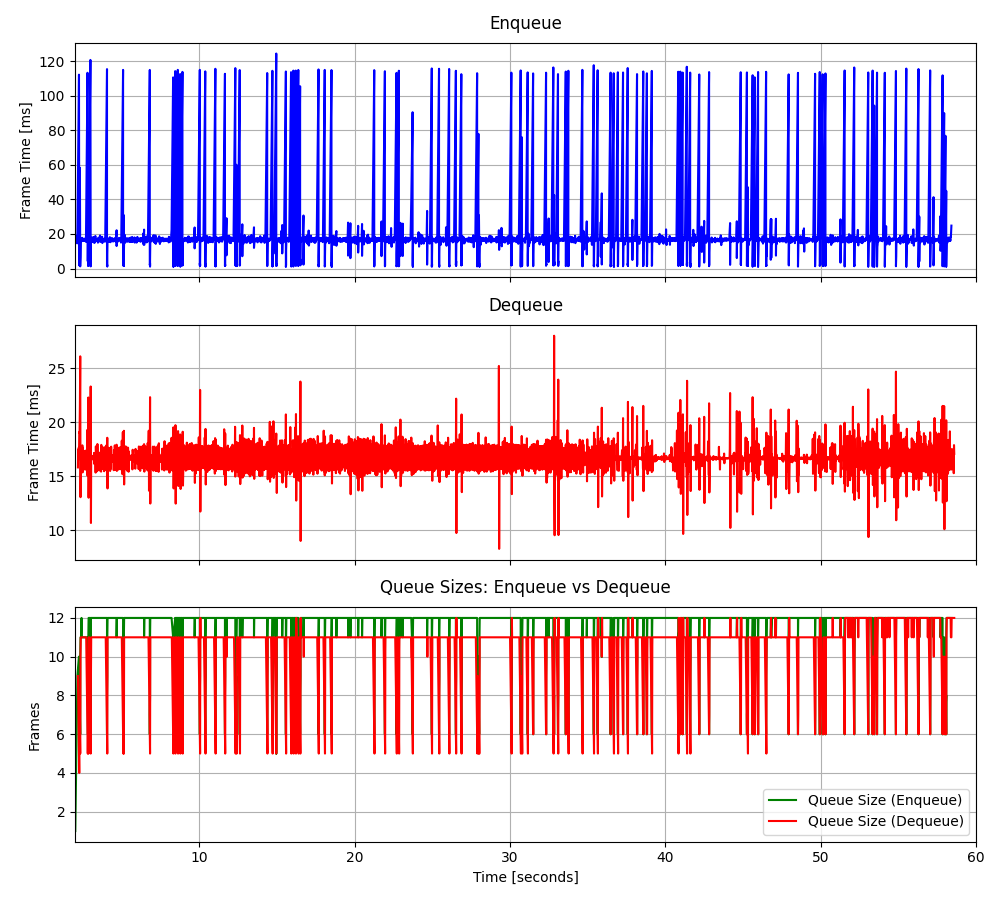 Enqueue
Frame Time [ms]
120
100
80
60
40
20
0
Dequeue
Frame Time [ms]
25
20
15
10
Queue Sizes: Enqueue vs Dequeue
Frames
12
10
8
6
4
2
Queue Size (Enqueue)
Queue Size (Dequeue)
10 20 30 40 50 60
Time [seconds]